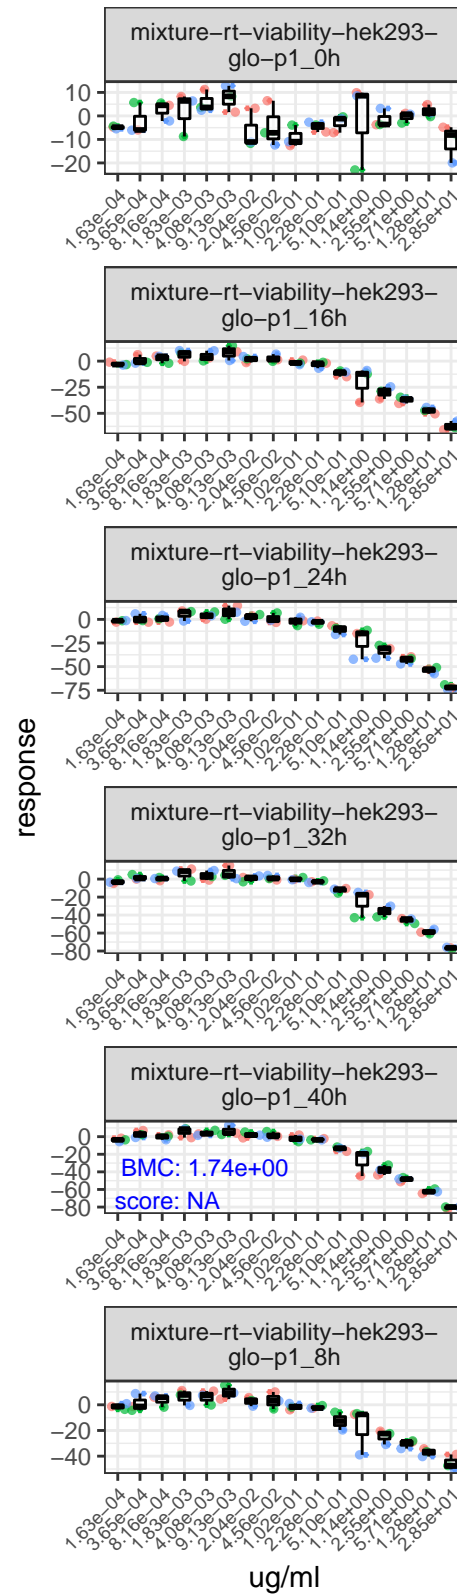 mixture−rt−viability−hek293−
glo−p1_0h
10
0
−10
−20
1.63e−04
3.65e−04
8.16e−04
1.83e−03
4.08e−03
9.13e−03
2.04e−02
4.56e−02
1.02e−01
2.28e−01
5.10e−01
1.14e+00
2.55e+00
5.71e+00
1.28e+01
2.85e+01
mixture−rt−viability−hek293−
glo−p1_16h
0
−25
−50
1.63e−04
3.65e−04
8.16e−04
1.83e−03
4.08e−03
9.13e−03
2.04e−02
4.56e−02
1.02e−01
2.28e−01
5.10e−01
1.14e+00
2.55e+00
5.71e+00
1.28e+01
2.85e+01
mixture−rt−viability−hek293−
glo−p1_24h
0
−25
−50
−75
1.63e−04
3.65e−04
8.16e−04
1.83e−03
4.08e−03
9.13e−03
2.04e−02
4.56e−02
1.02e−01
2.28e−01
5.10e−01
1.14e+00
2.55e+00
5.71e+00
1.28e+01
2.85e+01
response
mixture−rt−viability−hek293−
glo−p1_32h
0
−20
−40
−60
−80
1.63e−04
3.65e−04
8.16e−04
1.83e−03
4.08e−03
9.13e−03
2.04e−02
4.56e−02
1.02e−01
2.28e−01
5.10e−01
1.14e+00
2.55e+00
5.71e+00
1.28e+01
2.85e+01
mixture−rt−viability−hek293−
glo−p1_40h
0
−20
−40
−60
−80
BMC: 1.74e+00
score: NA
1.63e−04
3.65e−04
8.16e−04
1.83e−03
4.08e−03
9.13e−03
2.04e−02
4.56e−02
1.02e−01
2.28e−01
5.10e−01
1.14e+00
2.55e+00
5.71e+00
1.28e+01
2.85e+01
mixture−rt−viability−hek293−
glo−p1_8h
0
−20
−40
1.63e−04
3.65e−04
8.16e−04
1.83e−03
4.08e−03
9.13e−03
2.04e−02
4.56e−02
1.02e−01
2.28e−01
5.10e−01
1.14e+00
2.55e+00
5.71e+00
1.28e+01
2.85e+01
ug/ml